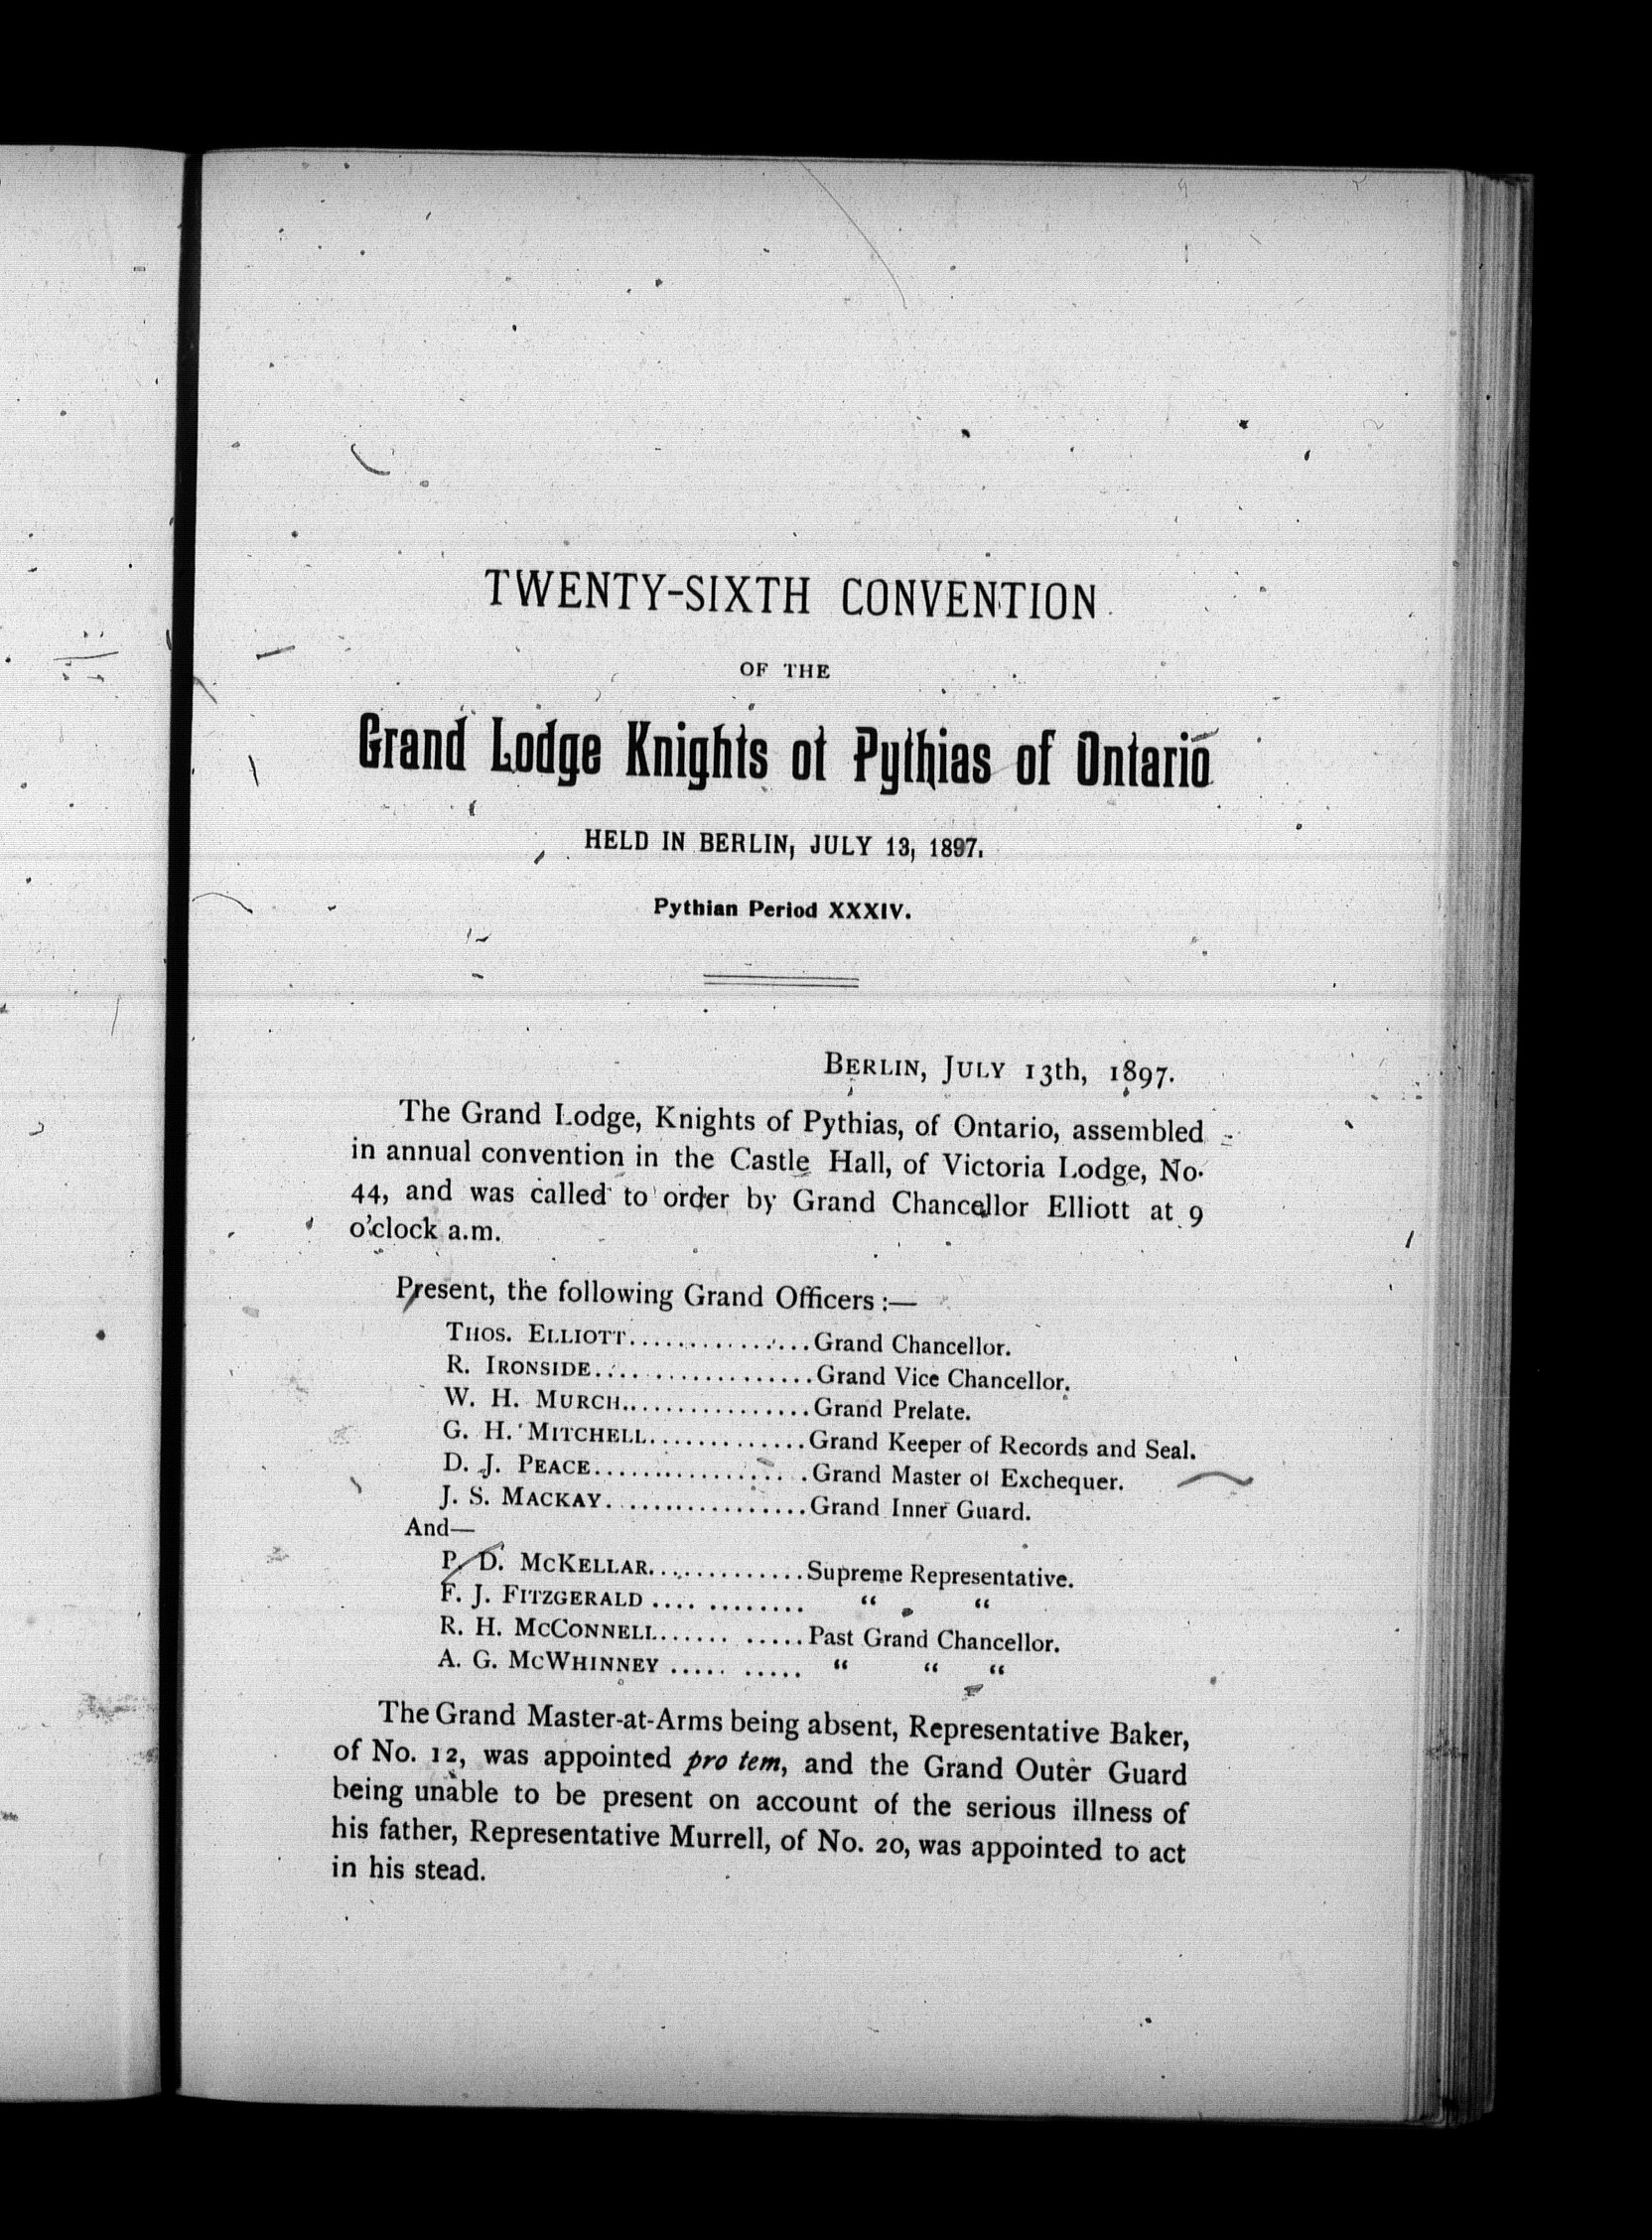 TWENTY-SIXTH CONVENTION
OF THE
Grand Lodge Knights of Pythias of Ontario
HELD IN BERLIN, JULY 13, 1897.
Pythian Period XXXIV.
BERLIN, JULY 13th, 1897.
The Grand Lodge, Knights of Pythias, of Ontario, assembled
in annual convention in the Castle Hall, of Victoria Lodge, No.
44, and was called to order by Grand Chancellor Elliott at 9
o'clock a.m.
Present, the following Grand Officers :—
THOS. ELLIOTT..................Grand Chancellor.
R. IRONSIDE.....................Grand Vice Chancellor.
W. H. MURCH..................Grand Prelate.
G. H. MITCHELL...............Grand Keeper of Records and Seal.
D. J. PEACE.....................Grand Master of Exchequer.
J. S. MACKAY....................Grand Inner Guard.
And—
P. D. MCKELLAR...............Supreme Representative.
F. J. FITZGERALD .... ......... “ “
R. H. MCCONNELL....... .....Past Grand Chancellor.
A. G. MCWHINNEY ..... ..... “ “ “
The Grand Master-at-Arms being absent, Representative Baker,
of No. 12, was appointed pro tem, and the Grand Outer Guard
being unable to be present on account of the serious illness of
his father, Representative Murrell, of No. 20, was appointed to act
in his stead.